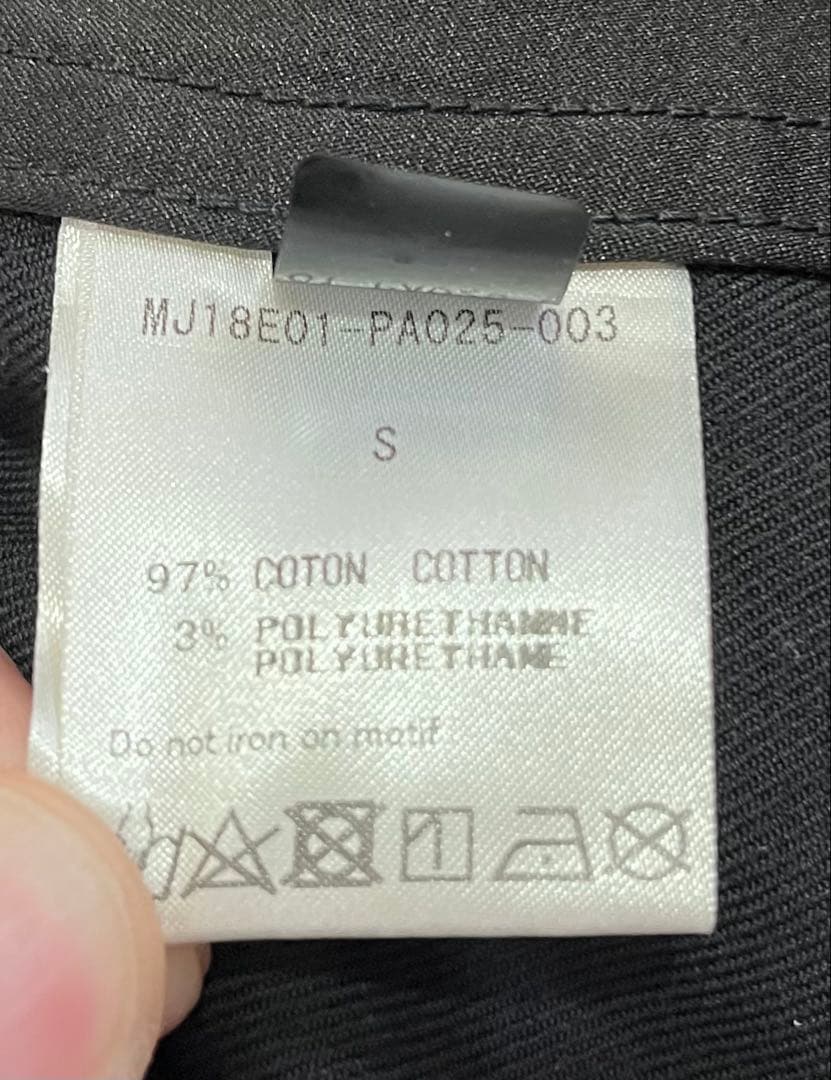 MJ18E01-PA025-003
S
97% COTON COTTON
3% POLYURETHANNE
POLYURETHANE
Do not iron on motif